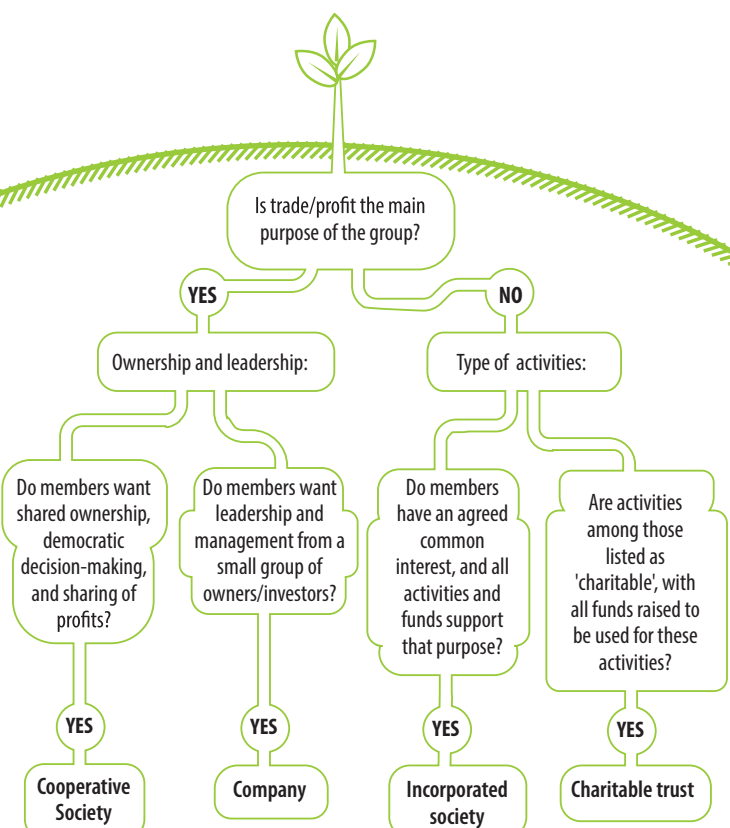 Is trade/profit the main
purpose of the group?
YES
NO
Ownership and leadership:
Type of activities:
Do members want
shared ownership,
democratic
decision-making,
and sharing of
profits?
Do members want
leadership and
management from a
small group of
owners/investors?
Do members
have an agreed
common
interest, and all
activities and
funds support
that purpose?
Are activities
among those
listed as
'charitable', with
all funds raised to
be used for these
activities?
YES
YES
YES
YES
Cooperative
Society
Company
Incorporated
society
Charitable trust